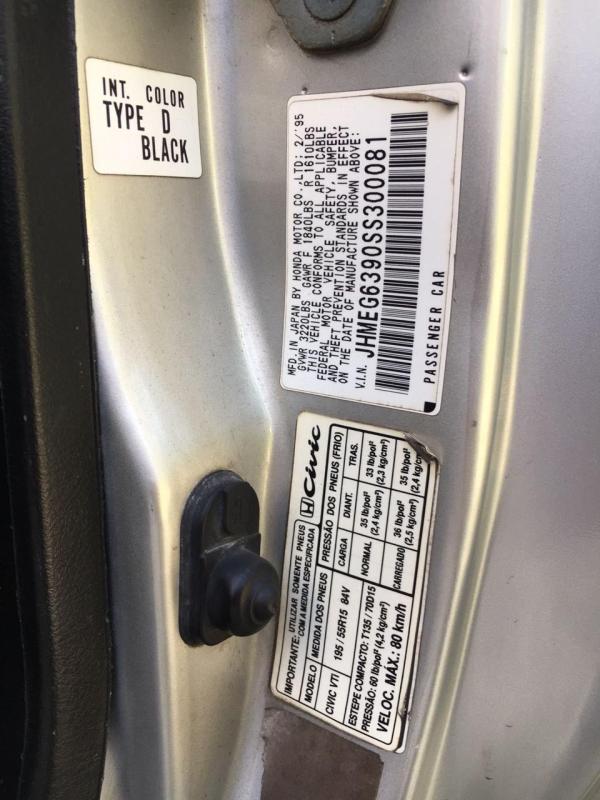 INT. COLOR
TYPE D
BLACK
MFD. IN JAPAN BY HONDA MOTOR CO., LTD: 2/'95
GVWR 3220LBS GAWR F 1840LBS R 1610LBS
THIS VEHICLE CONFORMS TO ALL APPLICABLE
FEDERAL MOTOR VEHICLE SAFETY, BUMPER,
AND THEFT PREVENTION STANDARDS IN EFFECT
ON THE DATE OF MANUFACTURE SHOWN ABOVE:
V.I.N. JHMEG6390SS300081
PASSENGER CAR
IMPORTANTE: UTILIZAR SOMENTE PNEUS
COM A MEDIDA ESPECIFICADA
Civic
MODELO MEDIDA DOS PNEUS PRESSÃO DOS PNEUS (FRIO)
CARGA DIANT. TRAS.
CIVIC VTI 195/55R15 84V NORMAL 35 lb/pol² (2,4 kg/cm²) 33 lb/pol² (2,3 kg/cm²)
CARREGADO 36 lb/pol² (2,5 kg/cm²) 35 lb/pol² (2,4 kg/cm²)
ESTEPE COMPACTO: T135/70D15
PRESSÃO: 60 lb/pol² (4,2 kg/cm²)
VELOC. MÁX.: 80 km/h